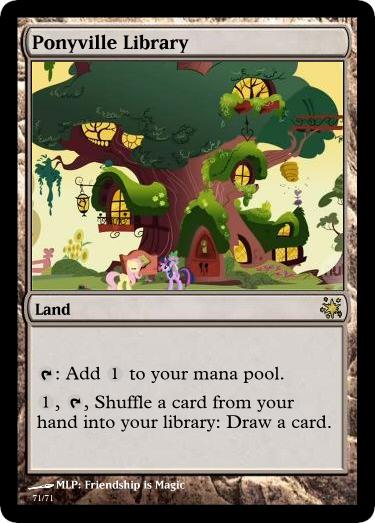 Ponyville Library
Land
: Add 1 to your mana pool.
1, , Shuffle a card from your
hand into your library: Draw a card.
MLP: Friendship is Magic
71/71